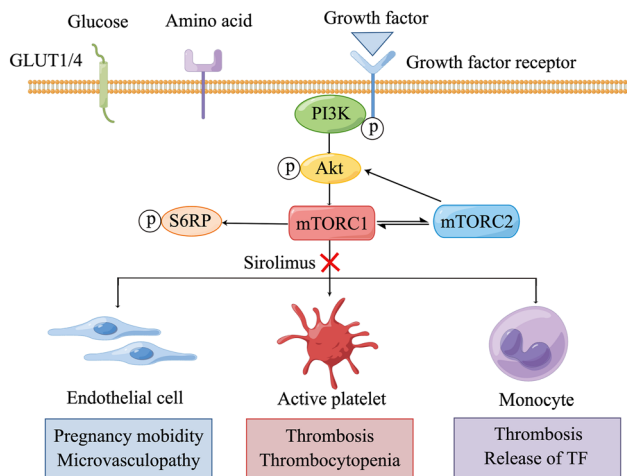 Glucose
Amino acid
Growth factor
GLUT1/4
Growth factor receptor
PI3K
p
p
Akt
p
S6RP
mTORC1
mTORC2
Sirolimus
Endothelial cell
Active platelet
Monocyte
Pregnancy mobidity
Microvasculopathy
Thrombosis
Thrombocytopenia
Thrombosis
Release of TF